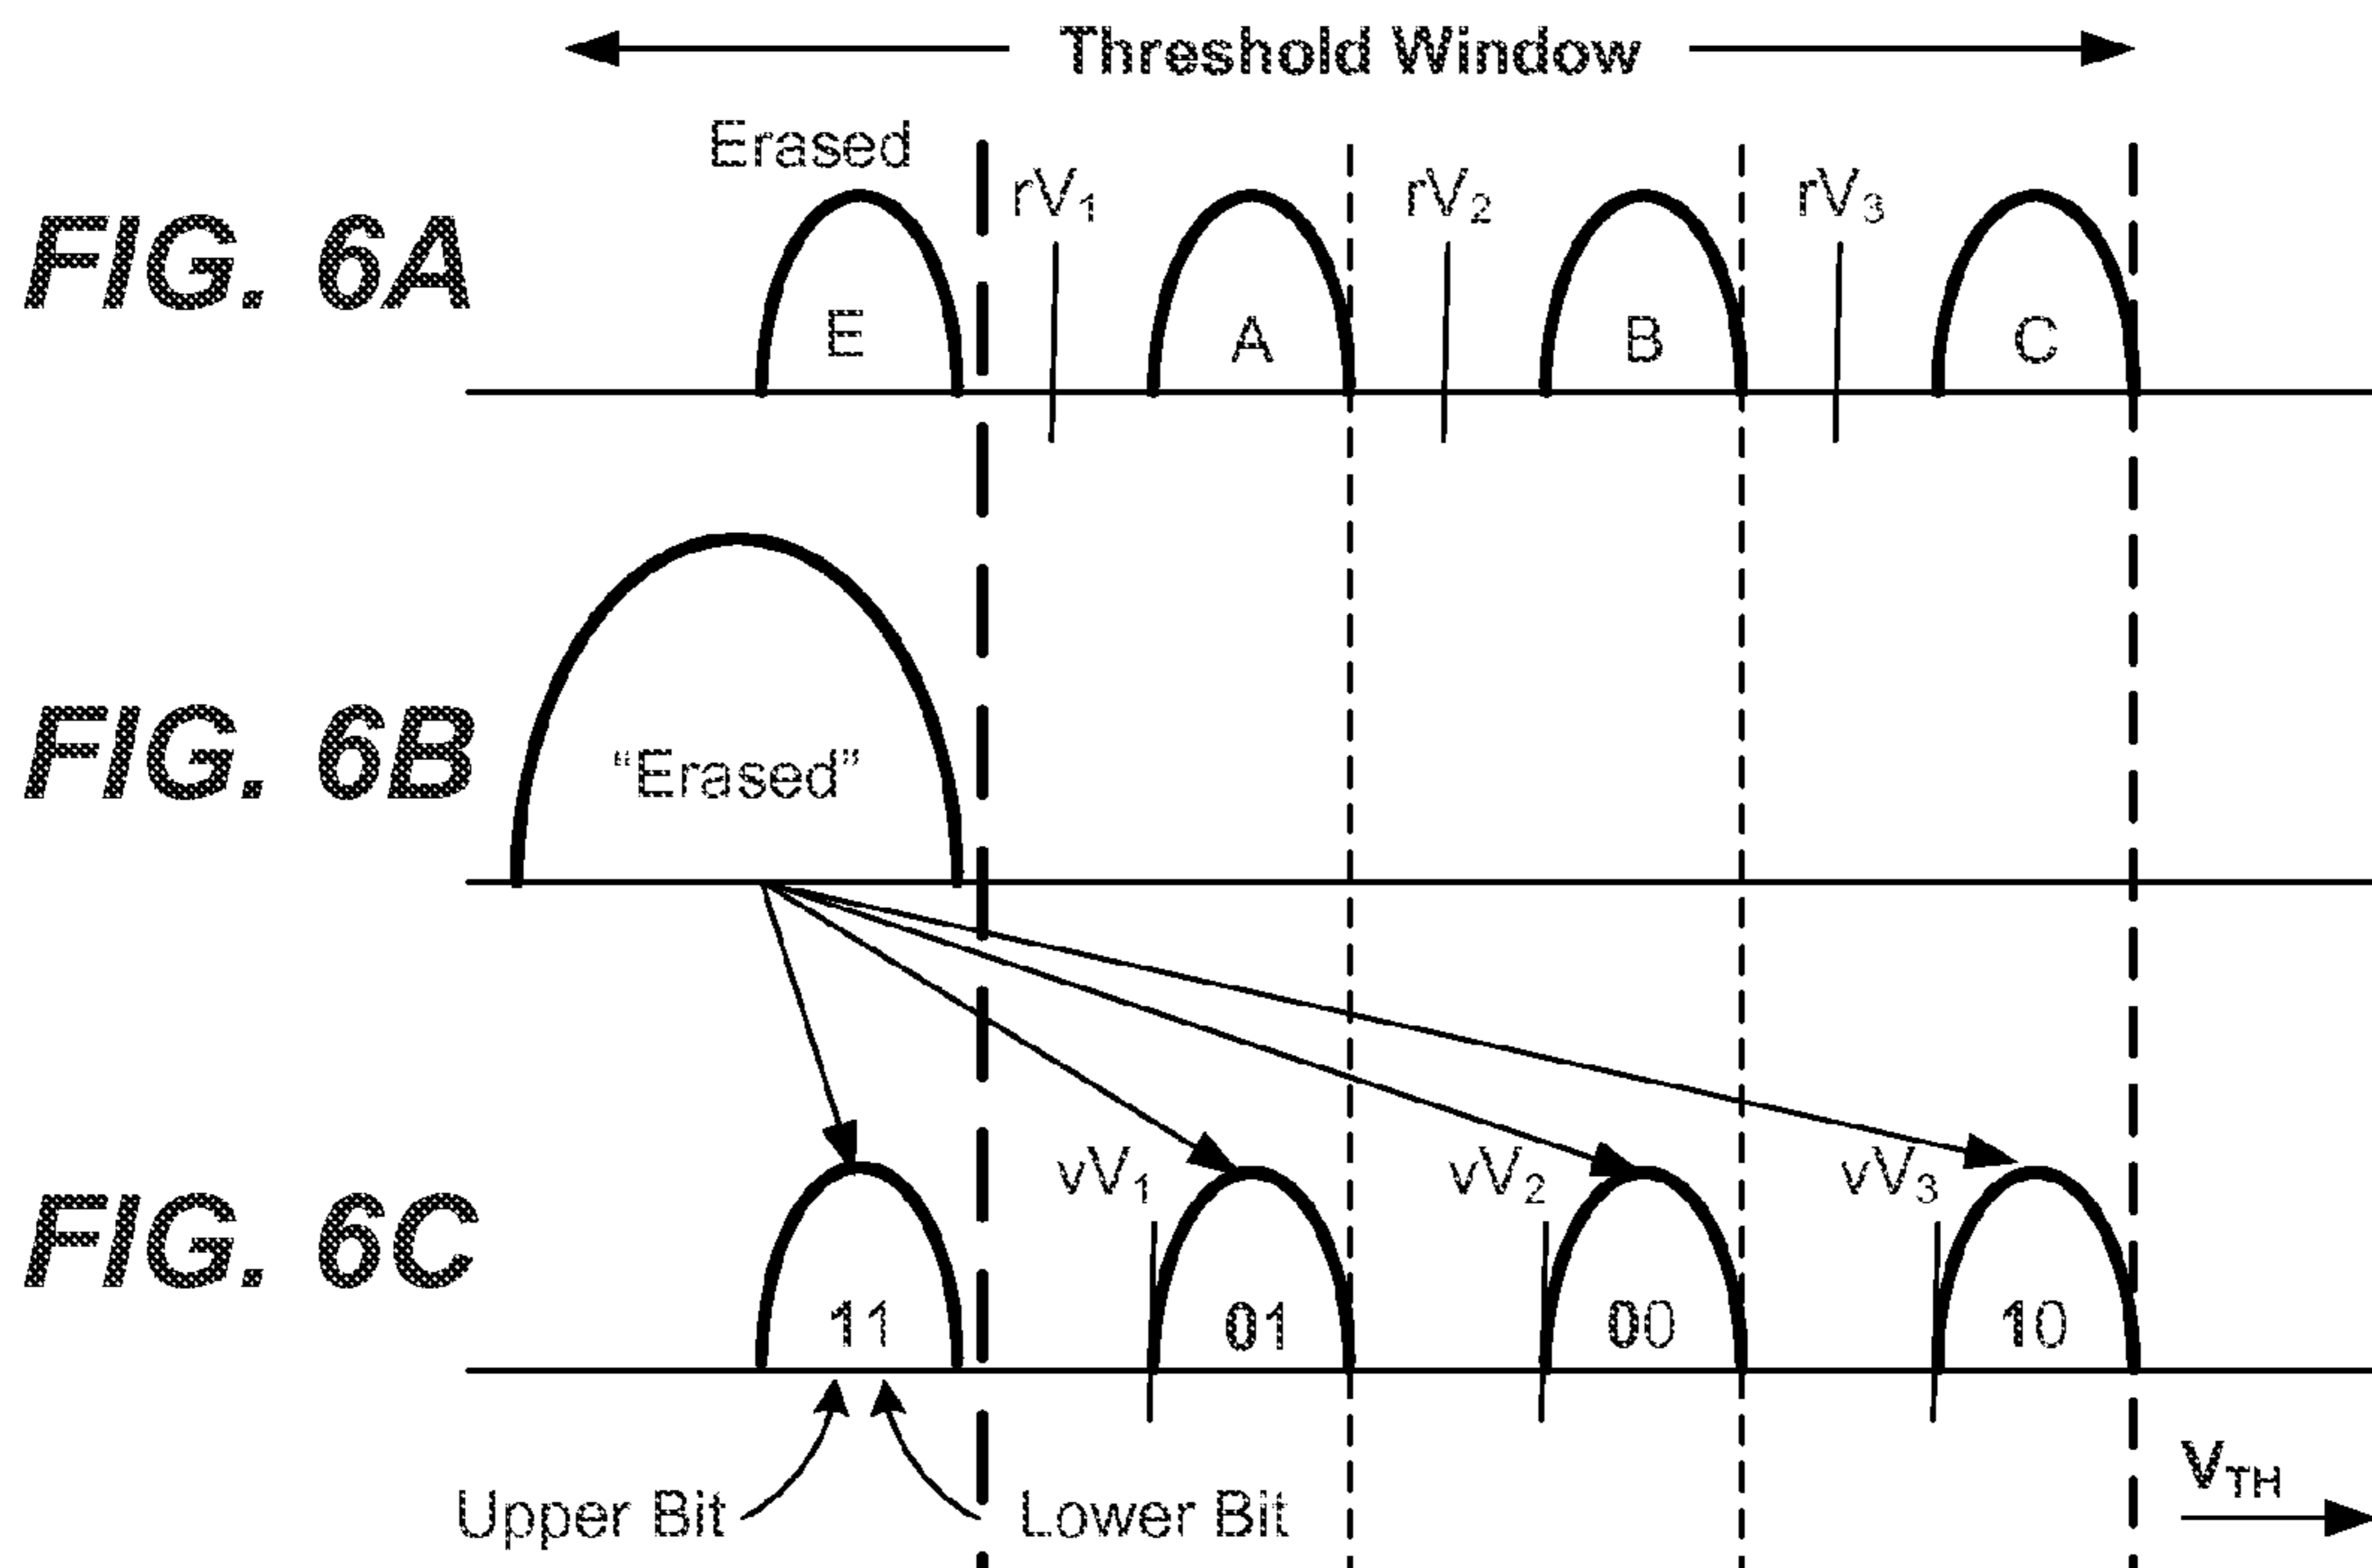 Threshold Window
Erased
rV₁ rV₂ rV₃
FIG. 6A
E A B C
FIG. 6B
"Erased"
vV₁ vV₂ vV₃
FIG. 6C
11 01 00 10
Upper Bit Lower Bit
V_TH